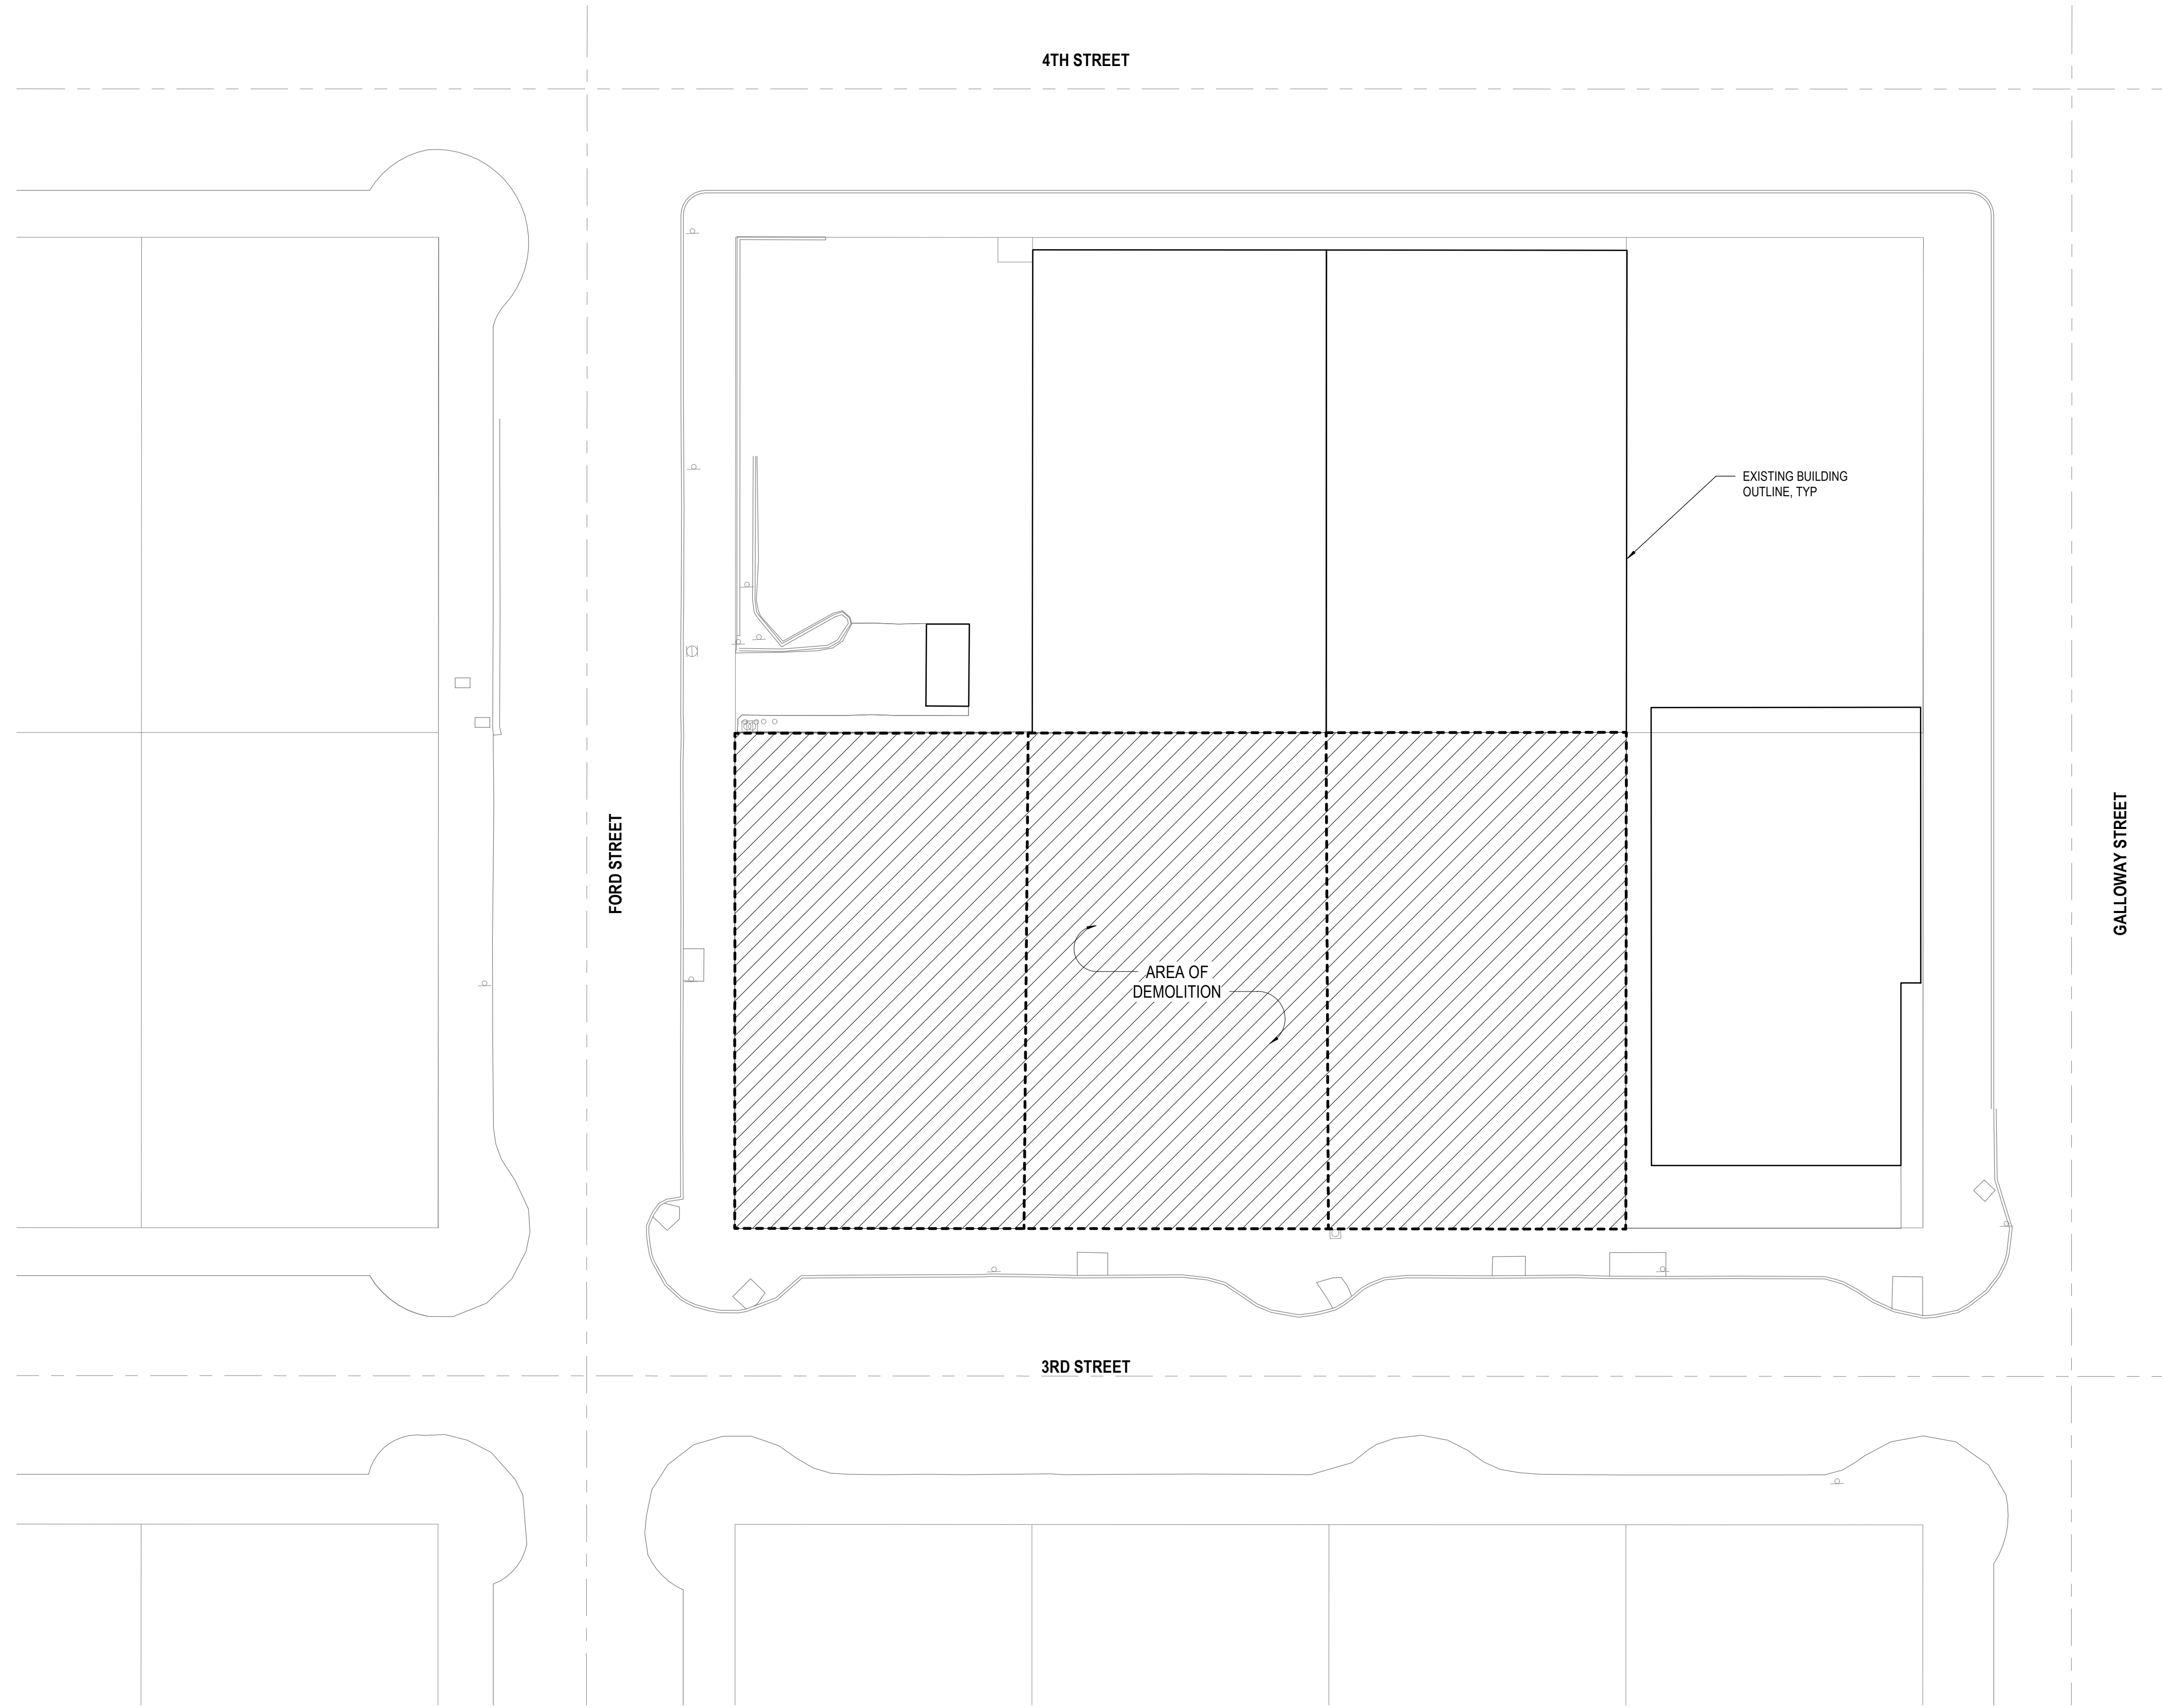 4TH STREET
EXISTING BUILDING
OUTLINE, TYP
FORD STREET
GALLOWAY STREET
AREA OF
DEMOLITION
3RD STREET